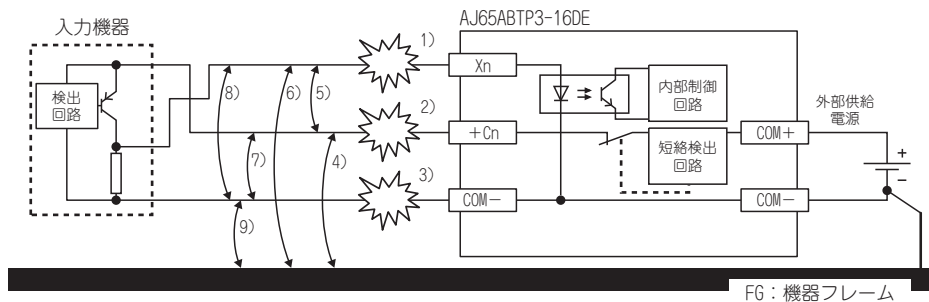 AJ65ABTP3-16DE
入力機器
検出
回路
1)
2)
3)
8)
6)
5)
7)
4)
9)
Xn
+Cn
COM-
内部制御
回路
短絡検出
回路
COM+
COM-
外部供給
電源
+
-
FG:機器フレーム